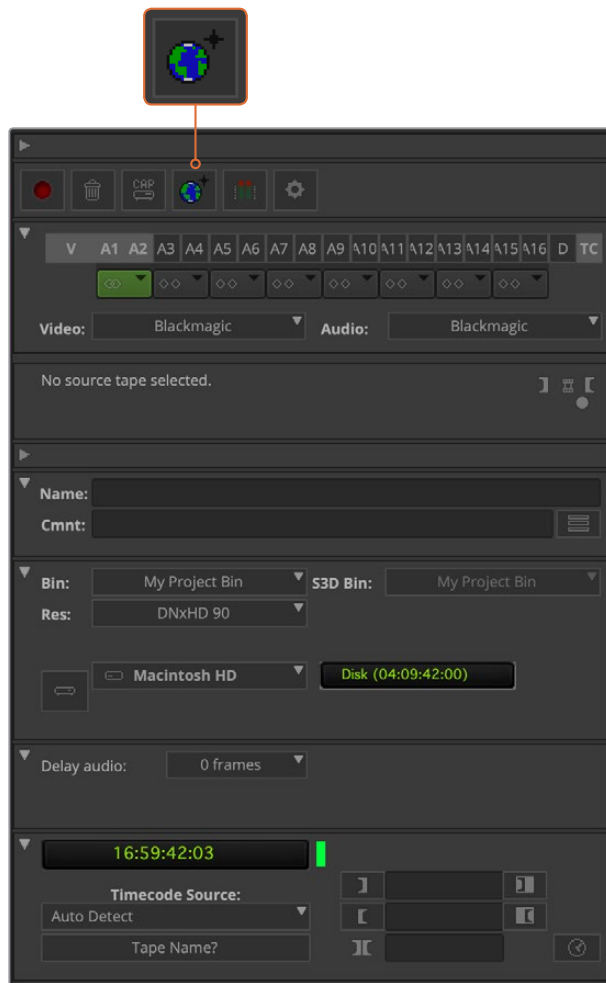 CAP
V A1 A2 A3 A4 A5 A6 A7 A8 A9 A10 A11 A12 A13 A14 A15 A16 D TC
Video: Blackmagic Audio: Blackmagic
No source tape selected.
Name:
Cmnt:
Bin: My Project Bin S3D Bin: My Project Bin
Res: DNxHD 90
Macintosh HD Disk (04:09:42:00)
Delay audio: 0 frames
16:59:42:03
Timecode Source:
Auto Detect
Tape Name?